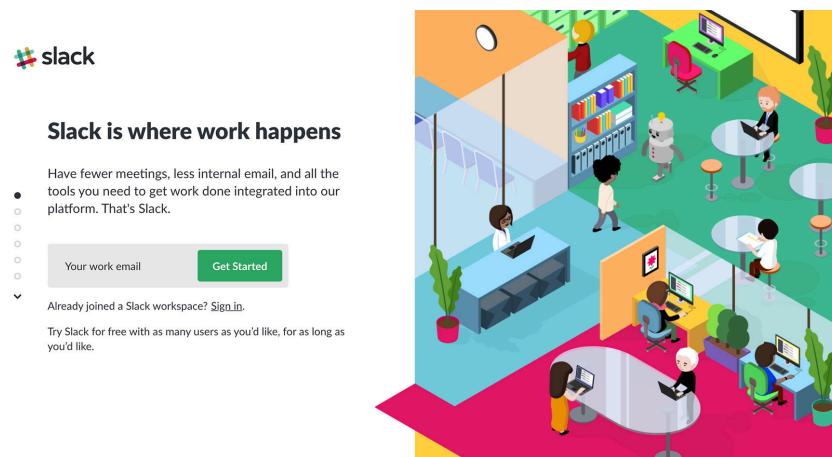 slack
Slack is where work happens
Have fewer meetings, less internal email, and all the
tools you need to get work done integrated into our
platform. That's Slack.
Your work email
Get Started
Already joined a Slack workspace? Sign in.
Try Slack for free with as many users as you'd like, for as long as
you'd like.